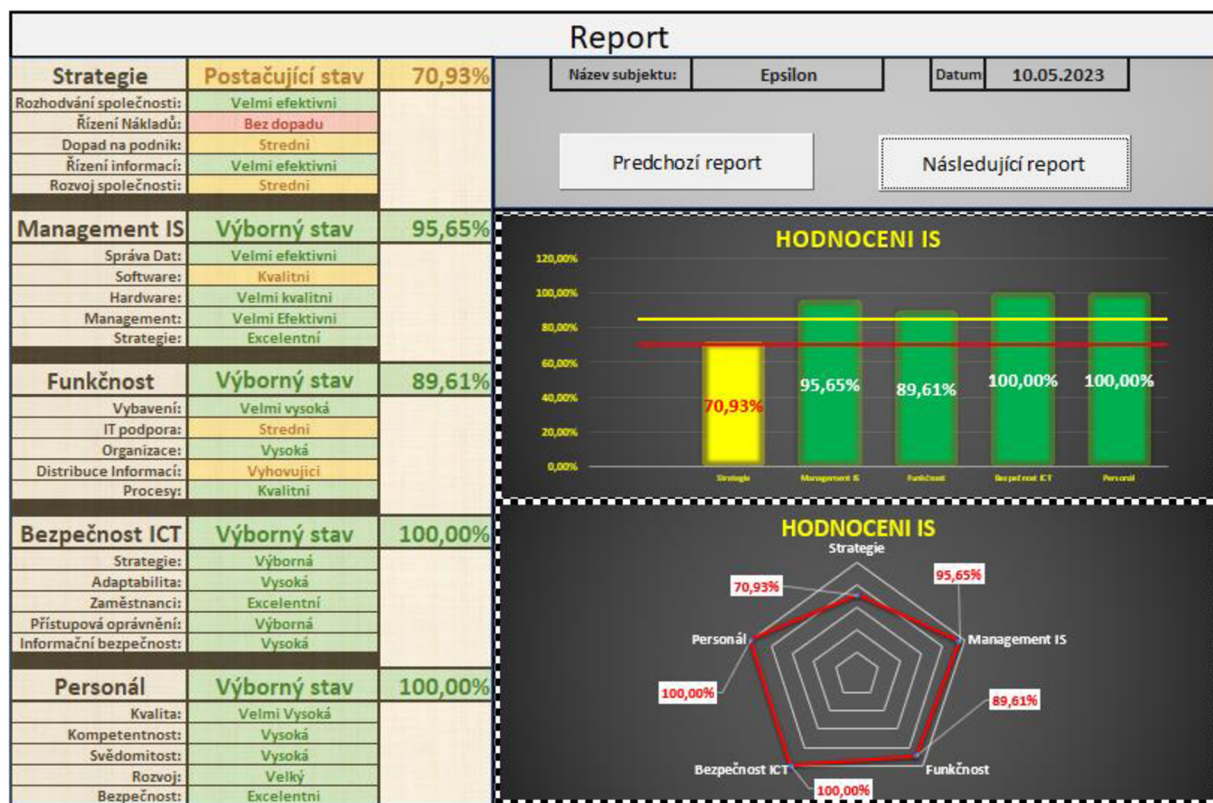 Report
Strategie Postačující stav 70,93%
Rozhodvání společnosti: Velmi efektivni
Řízení Nákladů: Bez dopadu
Dopad na podnik: Stredni
Řízení informací: Velmi efektivni
Rozvoj společnosti: Stredni
Management IS Výborný stav 95,65%
Správa Dat: Velmi efektivni
Software: Kvalitni
Hardware: Velmi kvalitni
Management: Velmi Efektivni
Strategie: Excelentní
Funkčnost Výborný stav 89,61%
Vybavení: Velmi vysoká
IT podpora: Stredni
Organizace: Vysoká
Distribuce Informací: Vyhovujici
Procesy: Kvalitni
Bezpečnost ICT Výborný stav 100,00%
Strategie: Výborná
Adaptabilita: Vysoká
Zaměstnanci: Excelentní
Přístupová oprávnění: Výborná
Informační bezpečnost: Vysoká
Personál Výborný stav 100,00%
Kvalita: Velmi Vysoká
Kompetentnost: Vysoká
Svědomitost: Vysoká
Rozvoj: Velký
Bezpečnost: Excelentni
Název subjektu: Epsilon Datum 10.05.2023
Predchozí report Následující report
HODNOCENI IS
120,00%
100,00%
80,00%
60,00%
40,00%
20,00%
0,00%
70,93% 95,65% 89,61% 100,00% 100,00%
Strategie Management IS Funkčnost Bezpečnost ICT Personál
HODNOCENI IS
Strategie
70,93% 95,65%
Personál Management IS
100,00% 89,61%
Bezpečnost ICT Funkčnost
100,00%